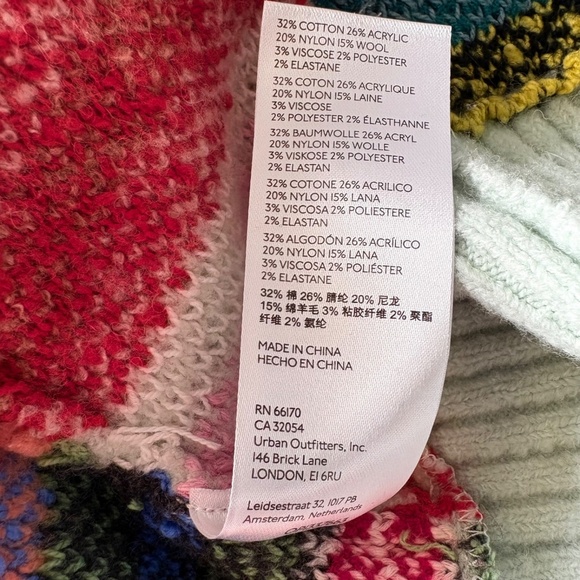 32% COTTON 26% ACRYLIC
20% NYLON 15% WOOL
3% VISCOSE 2% POLYESTER
2% ELASTANE
32% COTON 26% ACRYLIQUE
20% NYLON 15% LAINE
3% VISCOSE
2% POLYESTER 2% ÉLASTHANNE
32% BAUMWOLLE 26% ACRYL
20% NYLON 15% WOLLE
3% VISKOSE 2% POLYESTER
2% ELASTAN
32% COTONE 26% ACRILICO
20% NYLON 15% LANA
3% VISCOSA 2% POLIESTERE
2% ELASTAN
32% ALGODÓN 26% ACRÍLICO
20% NYLON 15% LANA
3% VISCOSA 2% POLIÉSTER
2% ELASTANE
32% 棉 26% 腈纶 20% 尼龙
15% 绵羊毛 3% 粘胶纤维 2% 聚酯
纤维 2% 氨纶
MADE IN CHINA
HECHO EN CHINA
RN 66170
CA 32054
Urban Outfitters, Inc.
146 Brick Lane
LONDON, E1 6RU
Leidsestraat 32, 1017 PB
Amsterdam, Netherlands